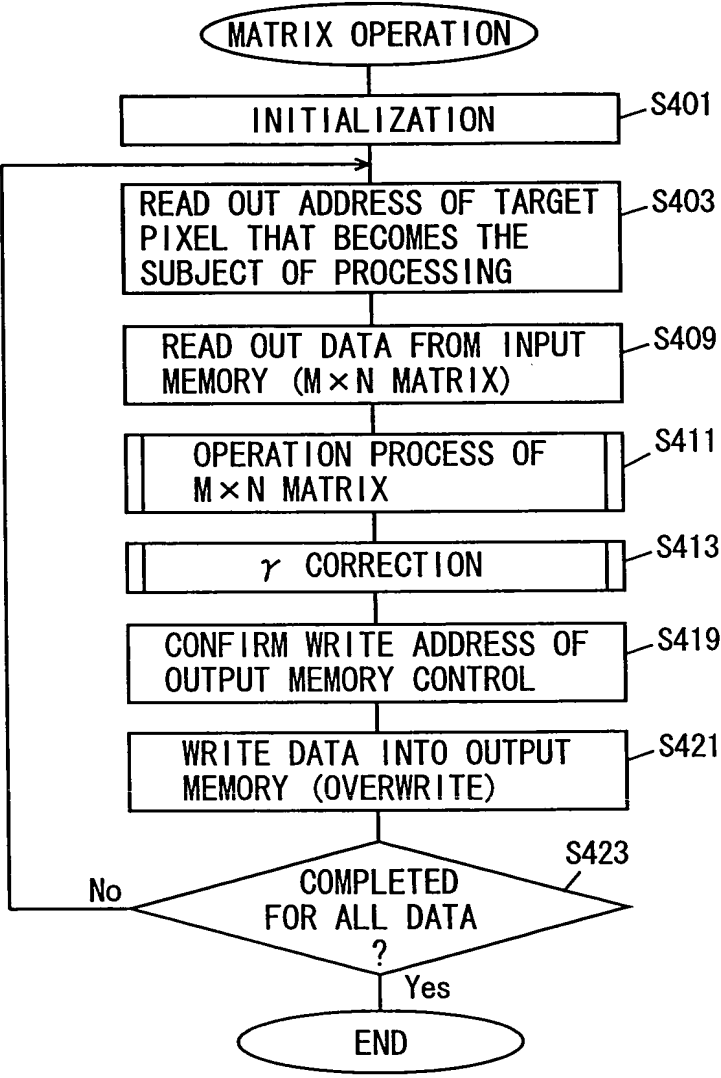 MATRIX OPERATION
INITIALIZATION
S401
READ OUT ADDRESS OF TARGET
PIXEL THAT BECOMES THE
SUBJECT OF PROCESSING
S403
READ OUT DATA FROM INPUT
MEMORY (M×N MATRIX)
S409
OPERATION PROCESS OF
M×N MATRIX
S411
γ CORRECTION
S413
CONFIRM WRITE ADDRESS OF
OUTPUT MEMORY CONTROL
S419
WRITE DATA INTO OUTPUT
MEMORY (OVERWRITE)
S421
COMPLETED
FOR ALL DATA
?
S423
No
Yes
END